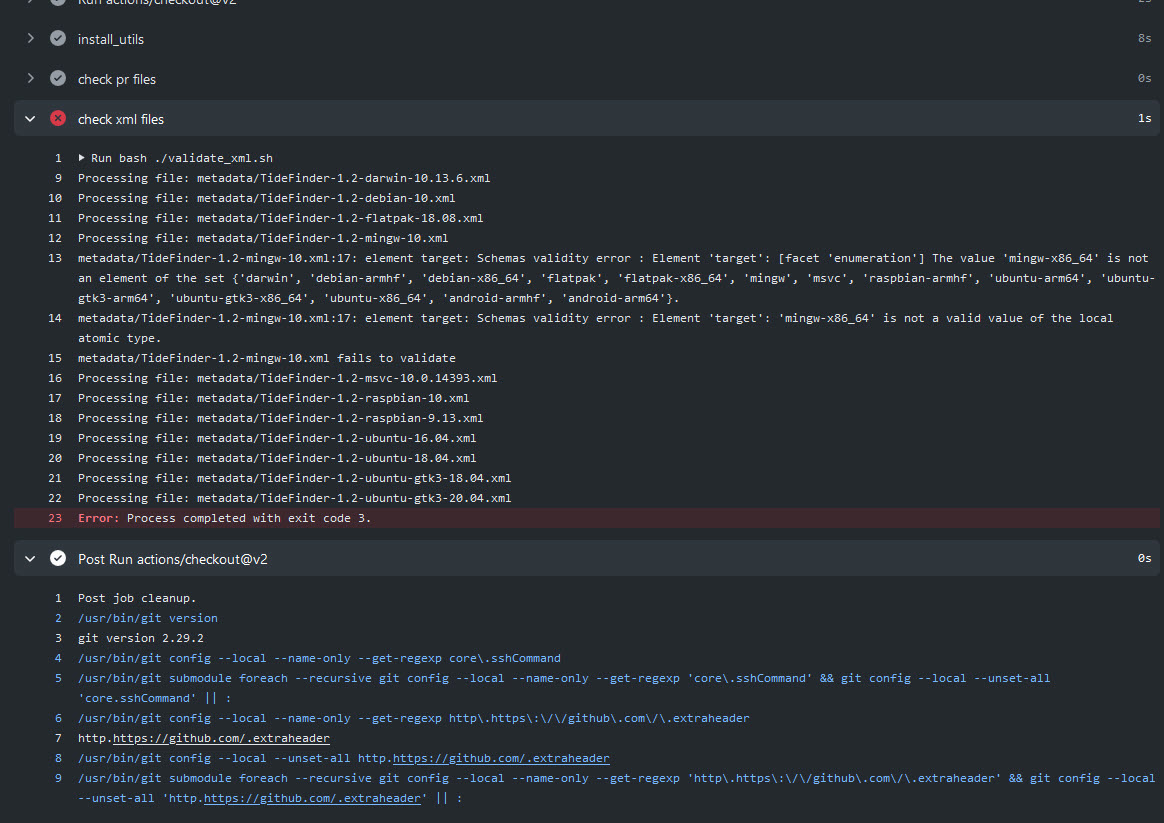 Run actions/checkout@v2 2s
install_utils 8s
check pr files 0s
check xml files 1s
1 Run bash ./validate_xml.sh
9 Processing file: metadata/TideFinder-1.2-darwin-10.13.6.xml
10 Processing file: metadata/TideFinder-1.2-debian-10.xml
11 Processing file: metadata/TideFinder-1.2-flatpak-18.08.xml
12 Processing file: metadata/TideFinder-1.2-mingw-10.xml
13 metadata/TideFinder-1.2-mingw-10.xml:17: element target: Schemas validity error : Element 'target': [facet 'enumeration'] The value 'mingw-x86_64' is not
an element of the set {'darwin', 'debian-armhf', 'debian-x86_64', 'flatpak', 'flatpak-x86_64', 'mingw', 'msvc', 'raspbian-armhf', 'ubuntu-arm64', 'ubuntu-
gtk3-arm64', 'ubuntu-gtk3-x86_64', 'ubuntu-x86_64', 'android-armhf', 'android-arm64'}.
14 metadata/TideFinder-1.2-mingw-10.xml:17: element target: Schemas validity error : Element 'target': 'mingw-x86_64' is not a valid value of the local
atomic type.
15 metadata/TideFinder-1.2-mingw-10.xml fails to validate
16 Processing file: metadata/TideFinder-1.2-msvc-10.0.14393.xml
17 Processing file: metadata/TideFinder-1.2-raspbian-10.xml
18 Processing file: metadata/TideFinder-1.2-raspbian-9.13.xml
19 Processing file: metadata/TideFinder-1.2-ubuntu-16.04.xml
20 Processing file: metadata/TideFinder-1.2-ubuntu-18.04.xml
21 Processing file: metadata/TideFinder-1.2-ubuntu-gtk3-18.04.xml
22 Processing file: metadata/TideFinder-1.2-ubuntu-gtk3-20.04.xml
23 Error: Process completed with exit code 3.
Post Run actions/checkout@v2 0s
1 Post job cleanup.
2 /usr/bin/git version
3 git version 2.29.2
4 /usr/bin/git config --local --name-only --get-regexp core\.sshCommand
5 /usr/bin/git submodule foreach --recursive git config --local --name-only --get-regexp 'core\.sshCommand' && git config --local --unset-all
'core.sshCommand' || :
6 /usr/bin/git config --local --name-only --get-regexp http\.https\:\/\/github\.com\/\.extraheader
7 http.https://github.com/.extraheader
8 /usr/bin/git config --local --unset-all http.https://github.com/.extraheader
9 /usr/bin/git submodule foreach --recursive git config --local --name-only --get-regexp 'http\.https\:\/\/github\.com\/\.extraheader' && git config --local
--unset-all 'http.https://github.com/.extraheader' || :